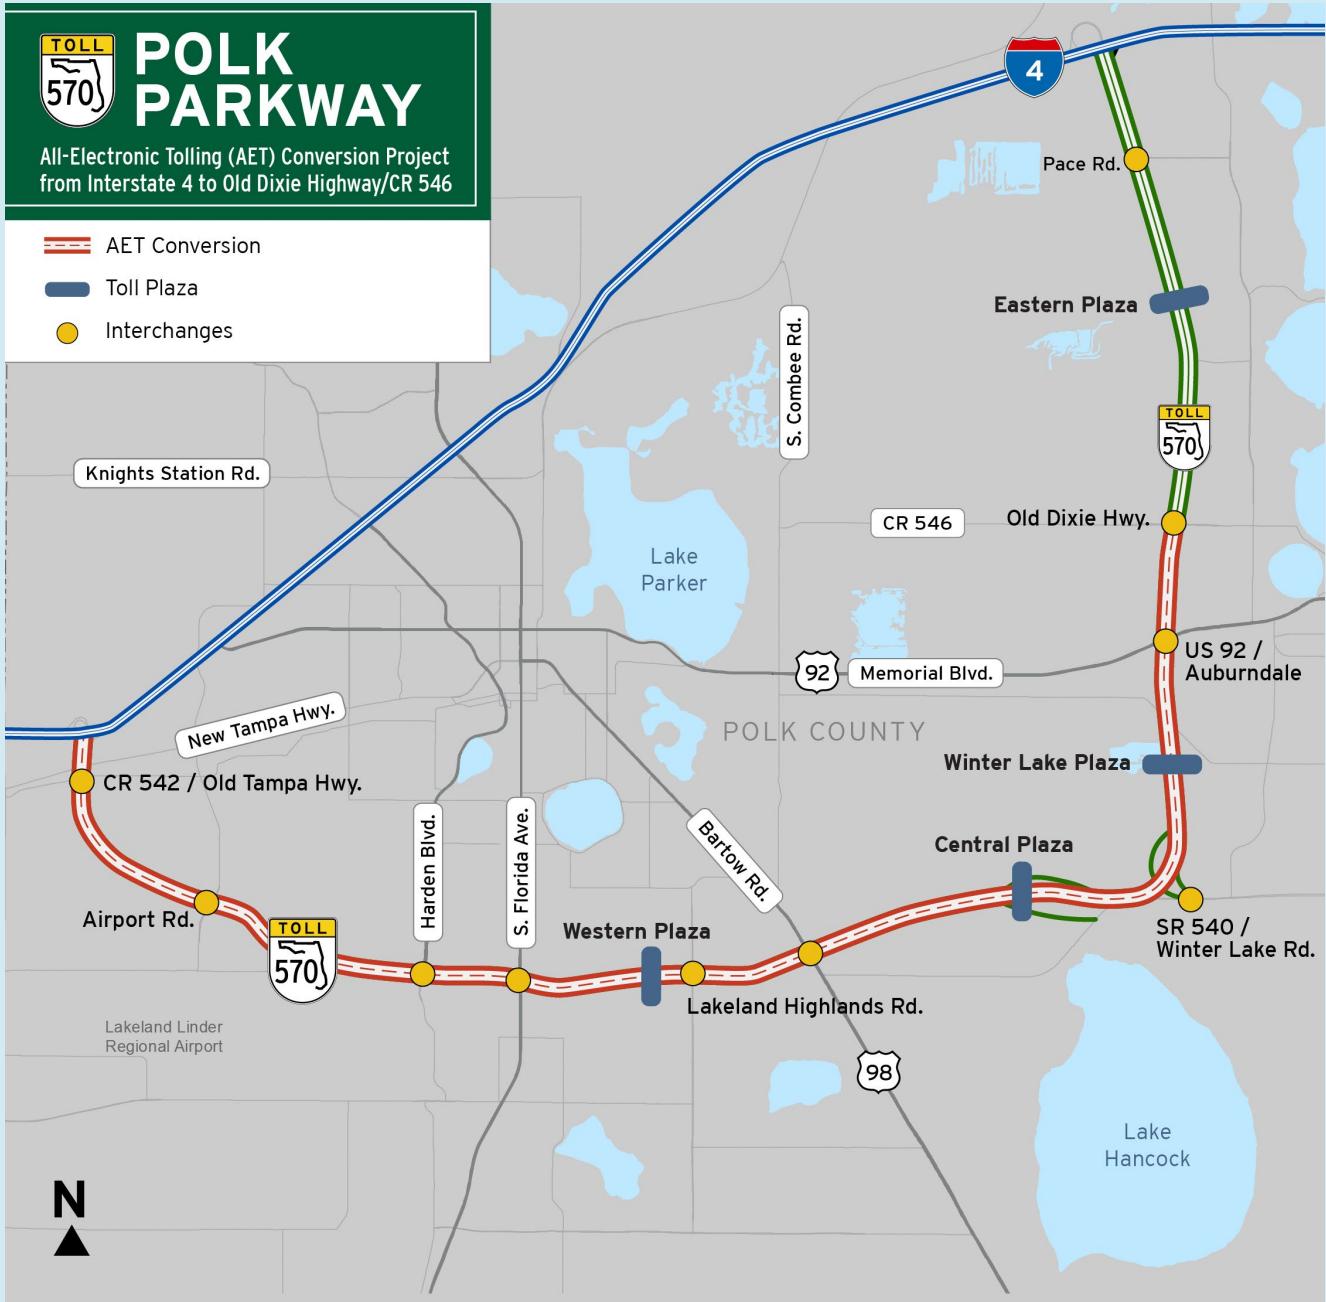 TOLL
570
POLK
PARKWAY
All-Electronic Tolling (AET) Conversion Project
from Interstate 4 to Old Dixie Highway/CR 546
AET Conversion
Toll Plaza
Interchanges
4
Pace Rd.
Eastern Plaza
S. Combee Rd.
TOLL
570
Knights Station Rd.
CR 546
Old Dixie Hwy.
Lake
Parker
US 92 /
Auburndale
92
Memorial Blvd.
New Tampa Hwy.
POLK COUNTY
Winter Lake Plaza
CR 542 / Old Tampa Hwy.
Harden Blvd.
S. Florida Ave.
Bartow Rd.
Central Plaza
Airport Rd.
TOLL
570
Western Plaza
SR 540 /
Winter Lake Rd.
Lakeland Highlands Rd.
Lakeland Linder
Regional Airport
98
Lake
Hancock
N